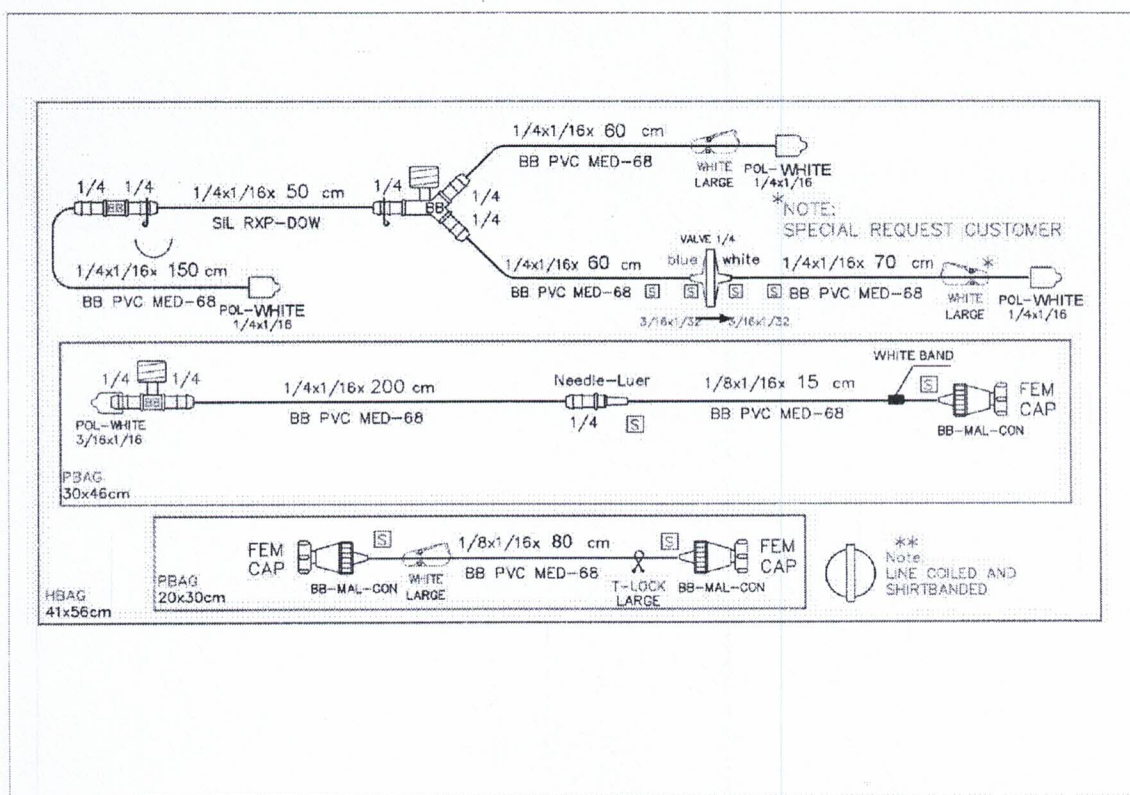 1/4x1/16x 60 cm
BB PVC MED-68
WHITE
LARGE
POL-WHITE
1/4x1/16
*NOTE:
SPECIAL REQUEST CUSTOMER
1/4 1/4
BB
1/4x1/16x 50 cm
SIL RXP-DOW
BB
1/4
1/4
1/4x1/16x 150 cm
BB PVC MED-68
POL-WHITE
1/4x1/16
1/4x1/16x 60 cm
BB PVC MED-68
VALVE 1/4
blue white
S S S S
3/16x1/32 3/16x1/32
1/4x1/16x 70 cm
BB PVC MED-68
*
WHITE
LARGE
POL-WHITE
1/4x1/16
1/4 1/4
BB
POL-WHITE
3/16x1/16
1/4x1/16x 200 cm
BB PVC MED-68
Needle-Luer
1/4
S
1/8x1/16x 15 cm
BB PVC MED-68
WHITE BAND
S
BB-MAL-CON
FEM
CAP
PBAG
30x46cm
FEM
CAP
BB-MAL-CON
S
WHITE
LARGE
1/8x1/16x 80 cm
BB PVC MED-68
T-LOCK
LARGE
S
BB-MAL-CON
FEM
CAP
PBAG
20x30cm
**
Note:
LINE COILED AND
SHIRTBANDED
HBAG
41x56cm